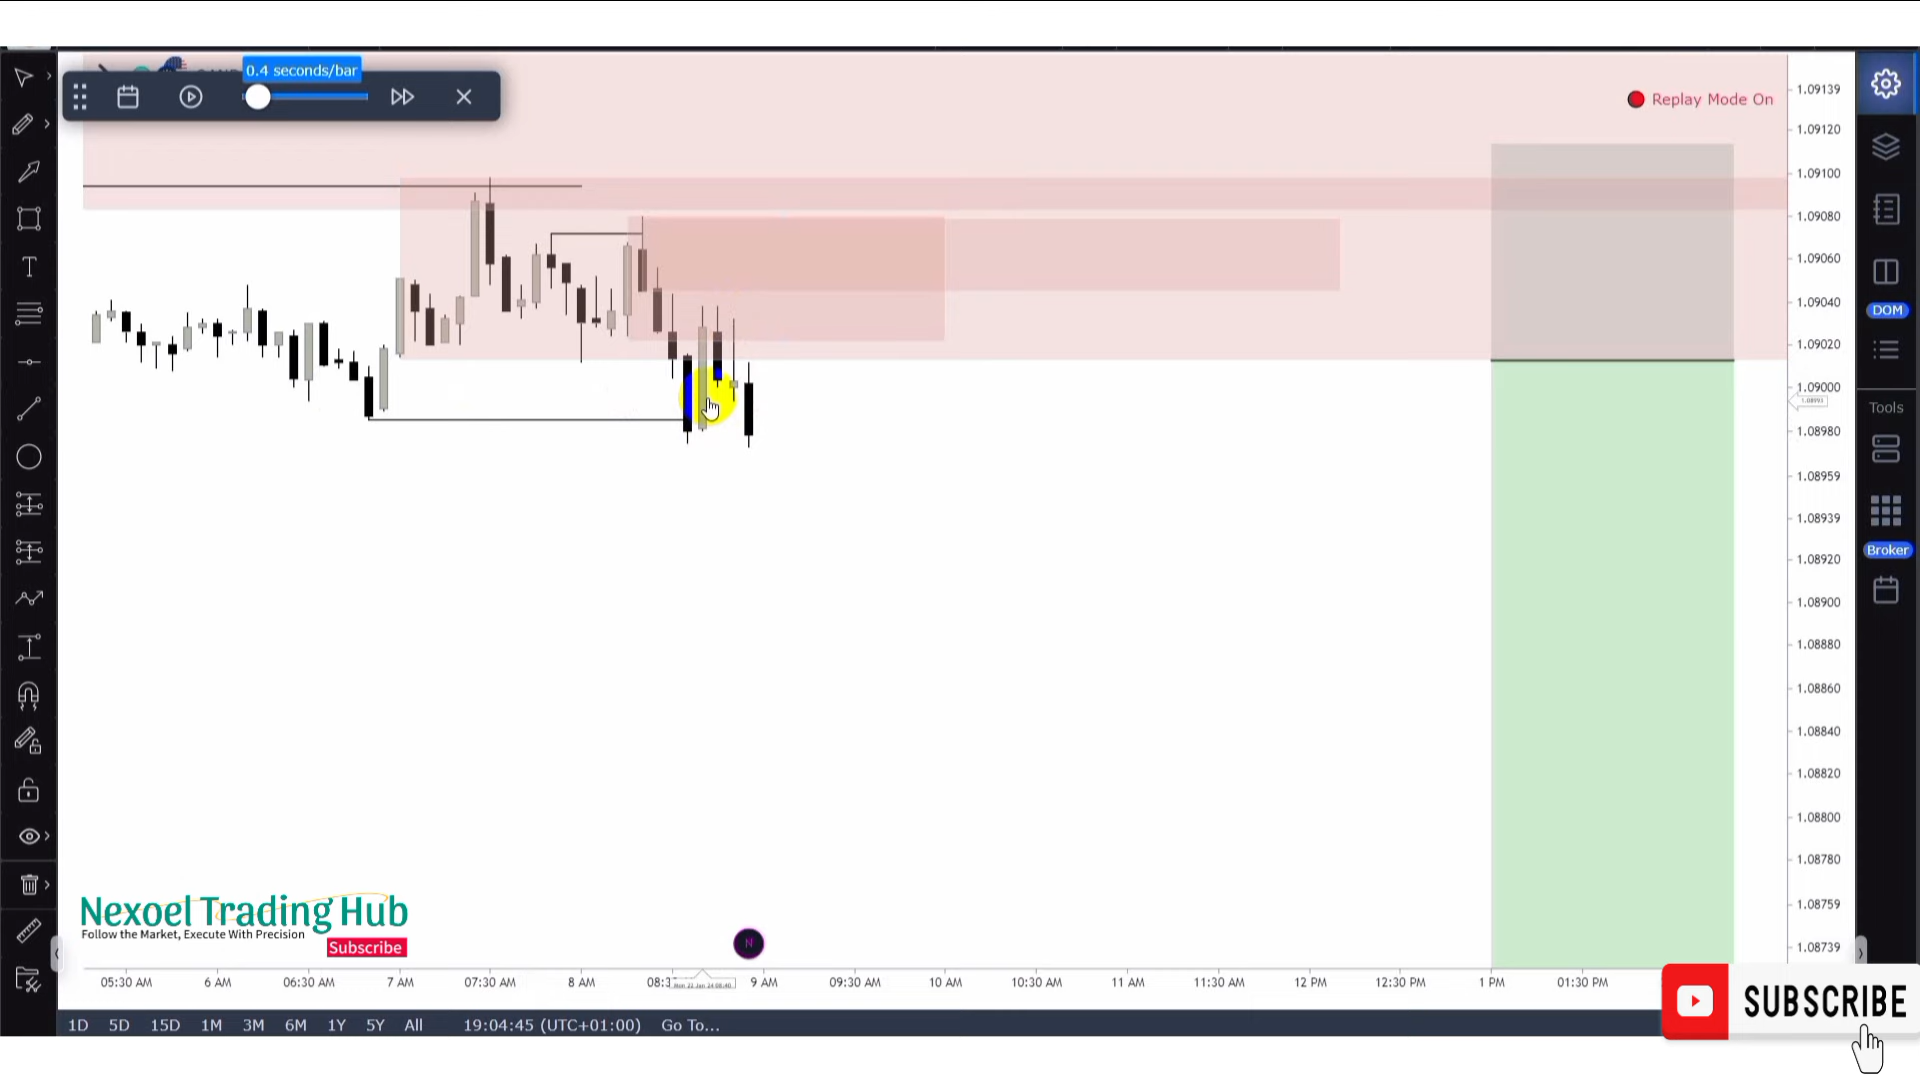 0.4 seconds/bar
Replay Mode On
1.09139
1.09120
1.09100
1.09080
1.09060
1.09040
1.09020
1.09000
1.08980
1.08959
1.08939
1.08920
1.08900
1.08880
1.08860
1.08840
1.08820
1.08800
1.08780
1.08759
1.08739
DOM
Tools
Broker
Nexoel Trading Hub
Follow the Market, Execute With Precision
Subscribe
N
05:30 AM 6 AM 06:30 AM 7 AM 07:30 AM 8 AM 08:3 9 AM 09:30 AM 10 AM 10:30 AM 11 AM 11:30 AM 12 PM 12:30 PM 1 PM 01:30 PM
1D 5D 15D 1M 3M 6M 1Y 5Y All 19:04:45 (UTC+01:00) Go To...
SUBSCRIBE